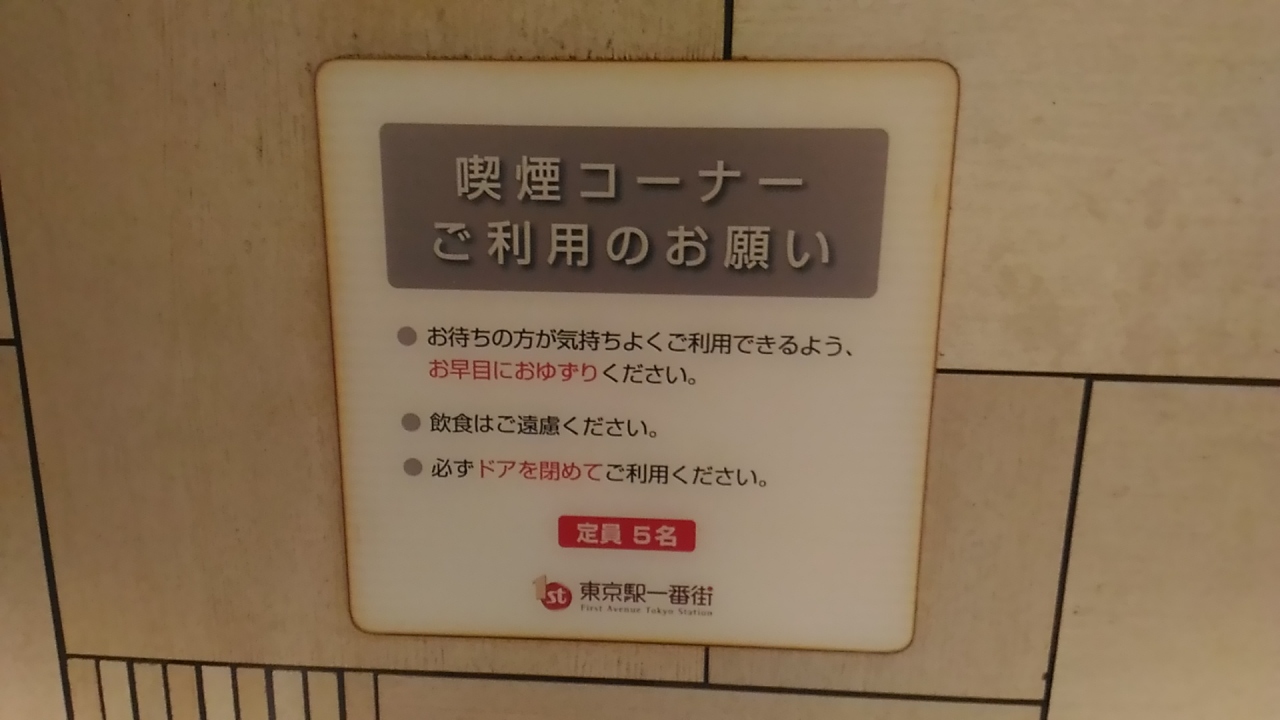 喫煙コーナー
ご利用のお願い
● お待ちの方が気持ちよくご利用できるよう、
お早目におゆずりください。
● 飲食はご遠慮ください。
● 必ずドアを閉めてご利用ください。
定員 5名
1st 東京駅一番街
First Avenue Tokyo Station